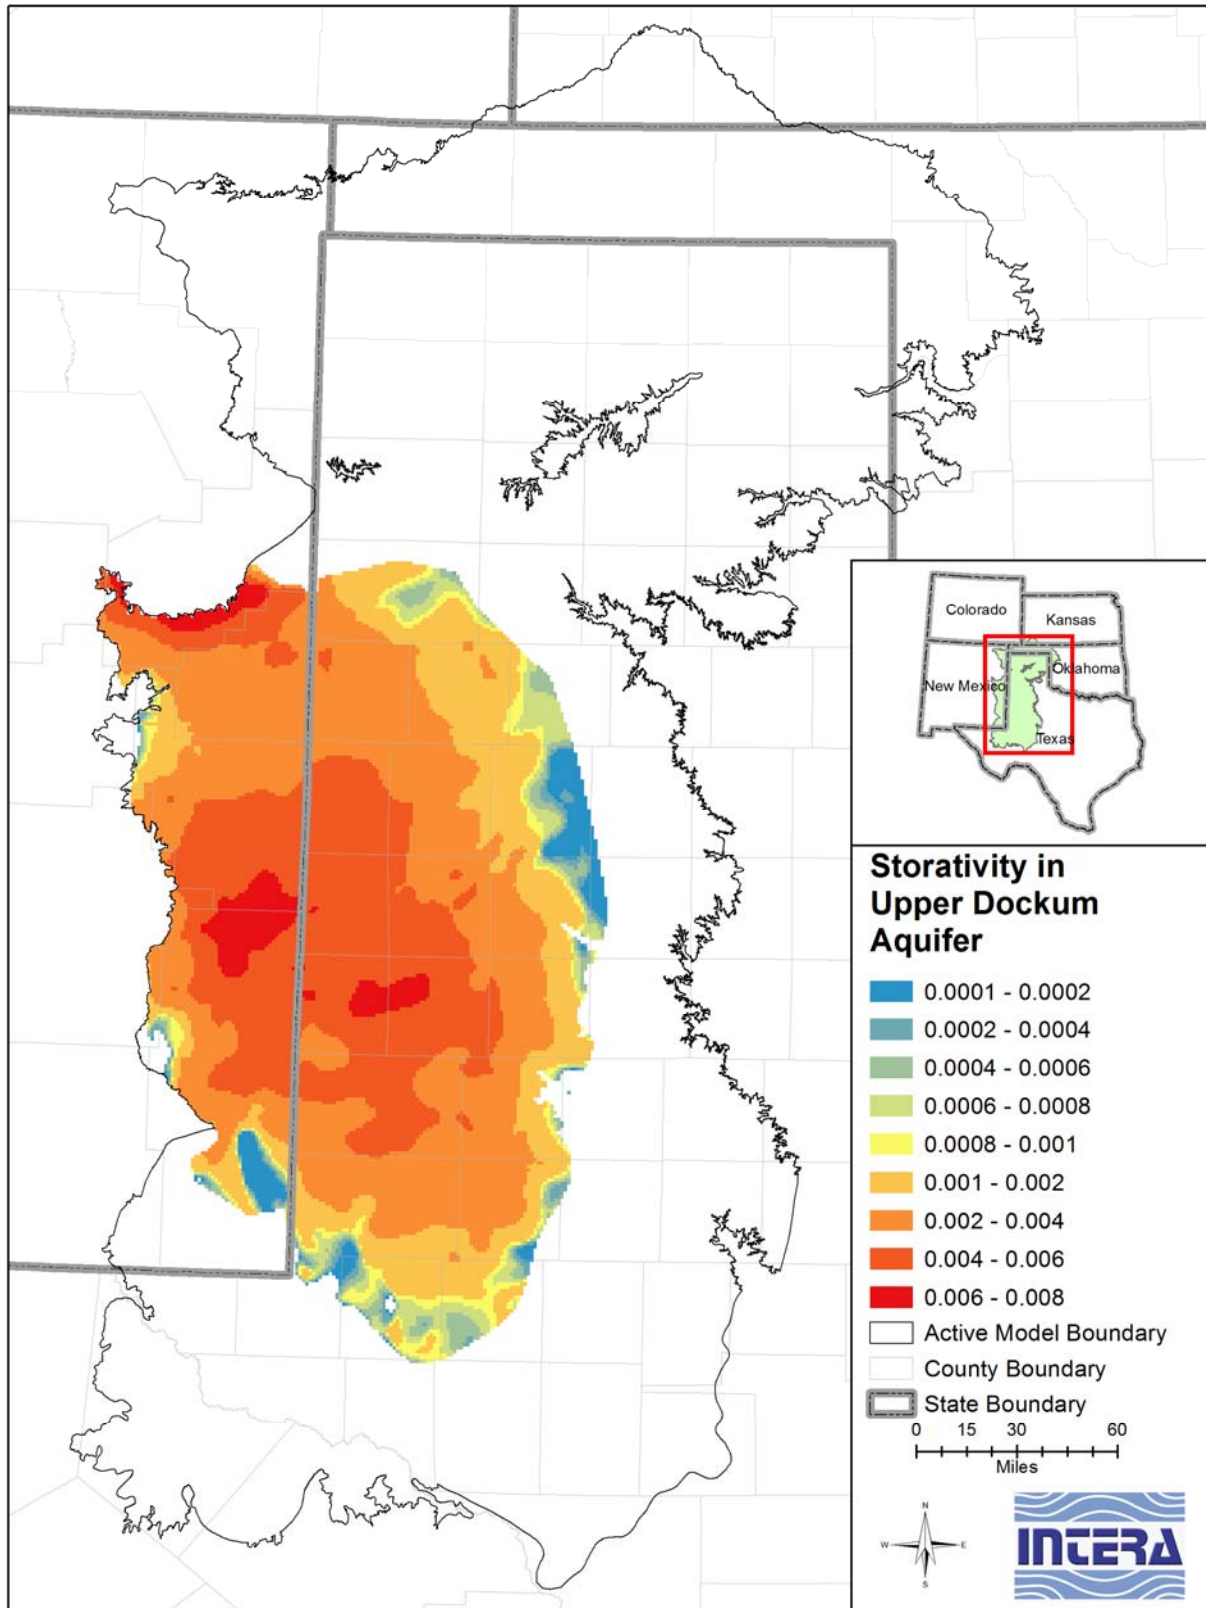 Colorado
Kansas
New Mexico
Oklahoma
Texas
Storativity in
Upper Dockum
Aquifer
0.0001 - 0.0002
0.0002 - 0.0004
0.0004 - 0.0006
0.0006 - 0.0008
0.0008 - 0.001
0.001 - 0.002
0.002 - 0.004
0.004 - 0.006
0.006 - 0.008
Active Model Boundary
County Boundary
State Boundary
0 15 30 60
Miles
N
W E
S
INTERA